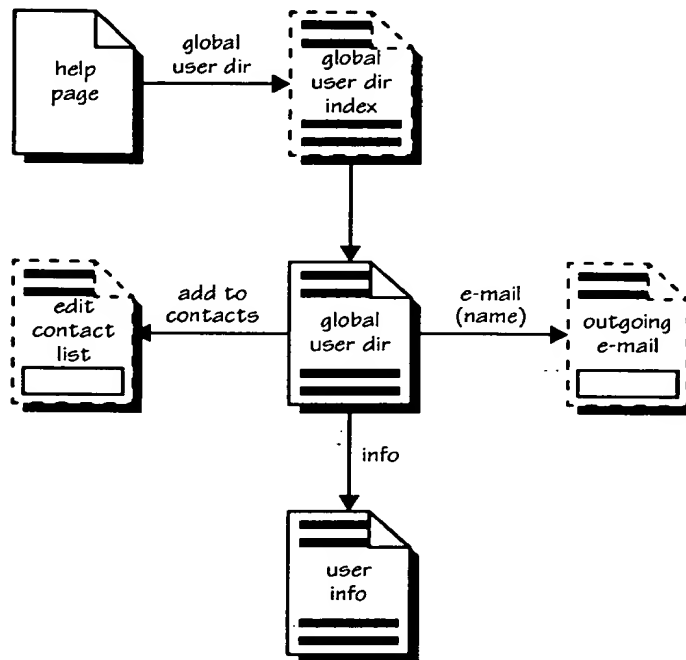 help
page
global
user dir
global
user dir
index
edit
contact
list
add to
contacts
global
user dir
e-mail
(name)
outgoing
e-mail
info
user
info